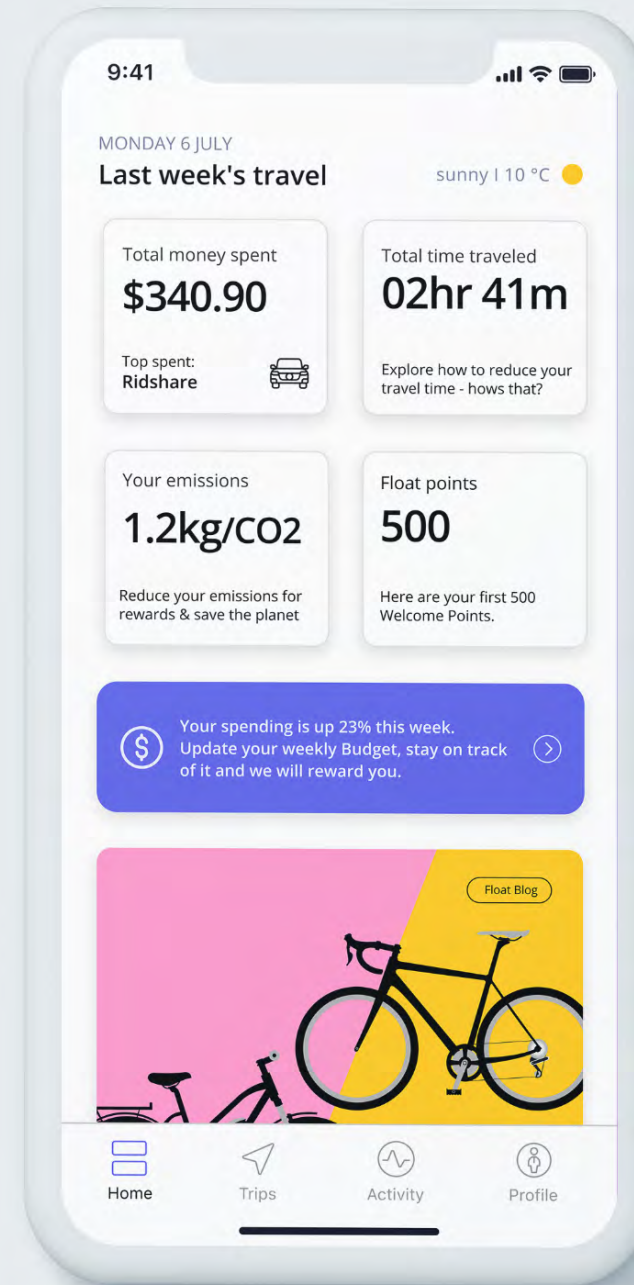 9:41
MONDAY 6 JULY
Last week's travel
sunny I 10 °C
Total money spent
$340.90
Top spent:
Ridshare
Total time traveled
02hr 41m
Explore how to reduce your
travel time - hows that?
Your emissions
1.2kg/CO2
Reduce your emissions for
rewards & save the planet
Float points
500
Here are your first 500
Welcome Points.
$
Your spending is up 23% this week.
Update your weekly Budget, stay on track
of it and we will reward you.
Float Blog
Home
Trips
Activity
Profile